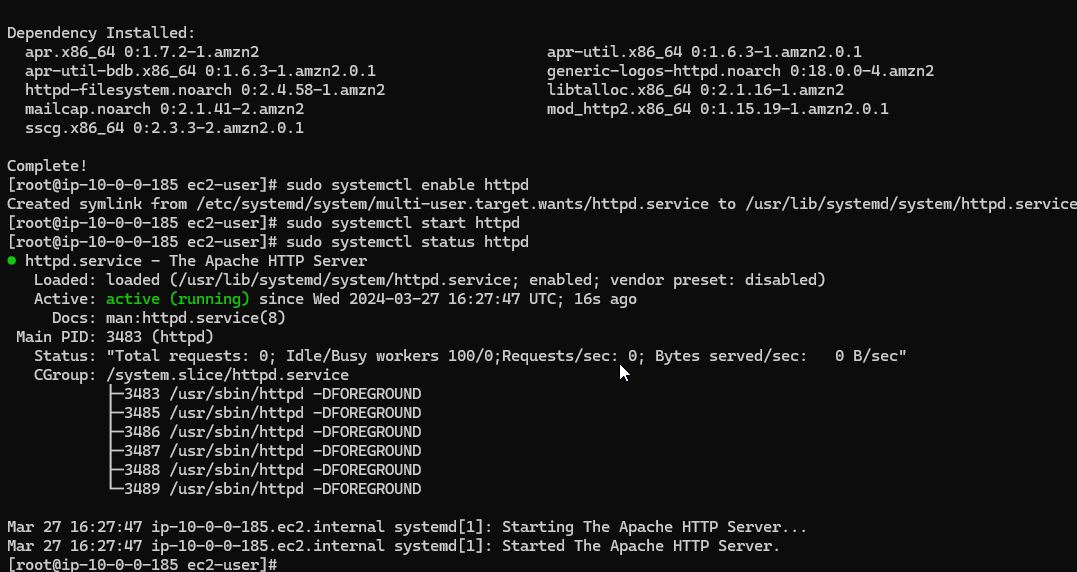 Dependency Installed:
  apr.x86_64 0:1.7.2-1.amzn2                                  apr-util.x86_64 0:1.6.3-1.amzn2.0.1
  apr-util-bdb.x86_64 0:1.6.3-1.amzn2.0.1                     generic-logos-httpd.noarch 0:18.0.0-4.amzn2
  httpd-filesystem.noarch 0:2.4.58-1.amzn2                    libtalloc.x86_64 0:2.1.16-1.amzn2
  mailcap.noarch 0:2.1.41-2.amzn2                             mod_http2.x86_64 0:1.15.19-1.amzn2.0.1
  sscg.x86_64 0:2.3.3-2.amzn2.0.1
Complete!
[root@ip-10-0-0-185 ec2-user]# sudo systemctl enable httpd
Created symlink from /etc/systemd/system/multi-user.target.wants/httpd.service to /usr/lib/systemd/system/httpd.service
[root@ip-10-0-0-185 ec2-user]# sudo systemctl start httpd
[root@ip-10-0-0-185 ec2-user]# sudo systemctl status httpd
● httpd.service - The Apache HTTP Server
   Loaded: loaded (/usr/lib/systemd/system/httpd.service; enabled; vendor preset: disabled)
   Active: active (running) since Wed 2024-03-27 16:27:47 UTC; 16s ago
     Docs: man:httpd.service(8)
 Main PID: 3483 (httpd)
   Status: "Total requests: 0; Idle/Busy workers 100/0;Requests/sec: 0; Bytes served/sec:   0 B/sec"
   CGroup: /system.slice/httpd.service
           ├─3483 /usr/sbin/httpd -DFOREGROUND
           ├─3485 /usr/sbin/httpd -DFOREGROUND
           ├─3486 /usr/sbin/httpd -DFOREGROUND
           ├─3487 /usr/sbin/httpd -DFOREGROUND
           ├─3488 /usr/sbin/httpd -DFOREGROUND
           └─3489 /usr/sbin/httpd -DFOREGROUND
Mar 27 16:27:47 ip-10-0-0-185.ec2.internal systemd[1]: Starting The Apache HTTP Server...
Mar 27 16:27:47 ip-10-0-0-185.ec2.internal systemd[1]: Started The Apache HTTP Server.
[root@ip-10-0-0-185 ec2-user]#